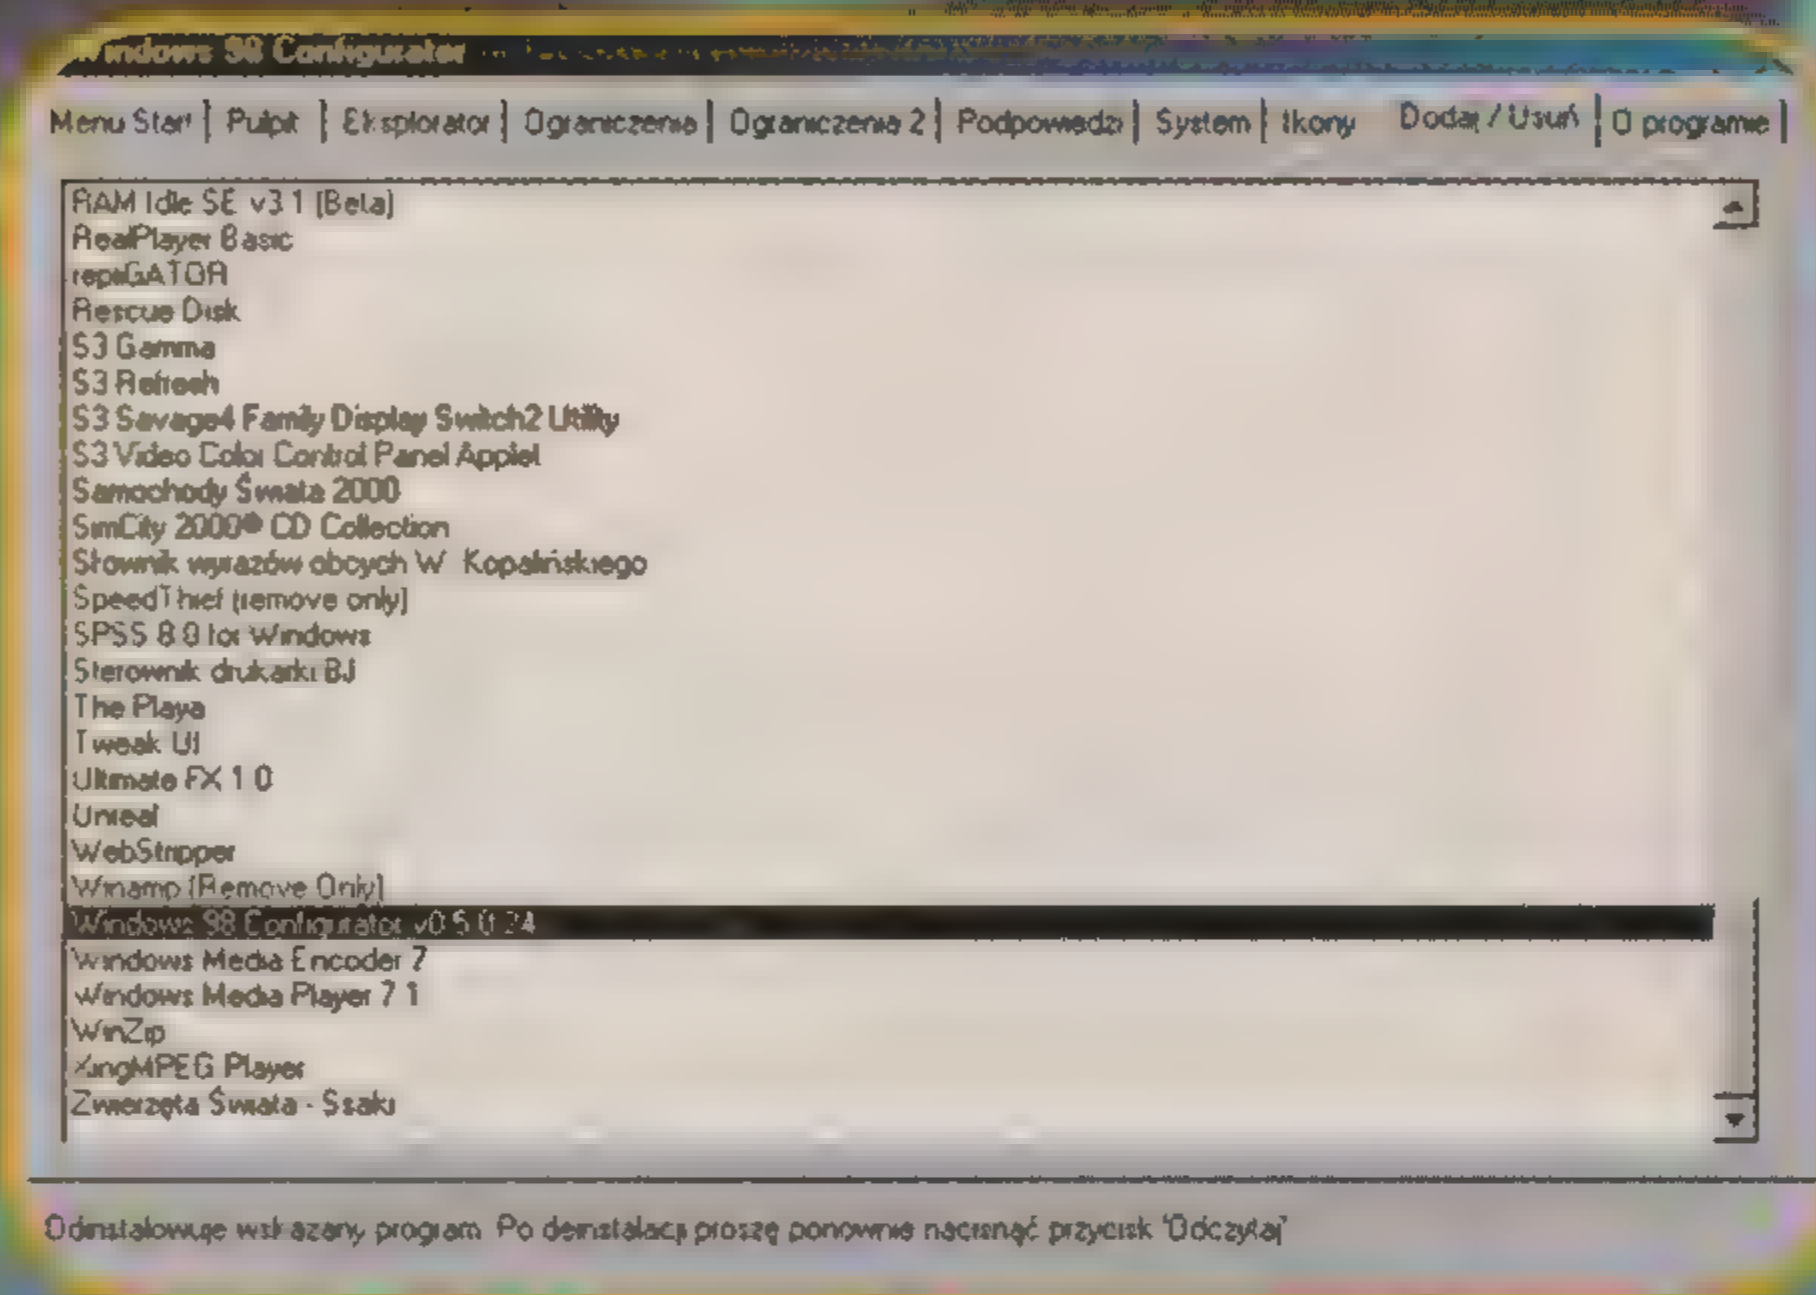 Windows 98 Configurator
Menu Start Pulpit Eksplorator Ograniczenia Ograniczenia 2 Podpowiedzi System Ikony Dodaj / Usuń O programie
RAM Idle SE v3.1 (Beta)
RealPlayer Basic
reptiGATOR
Rescue Disk
S3 Gamma
S3 Refresh
S3 Savage4 Family Display Switch2 Utility
S3 Video Color Control Panel Applet
Samochody Świata 2000
SimCity 2000® CD Collection
Słownik wyrazów obcych W. Kopalińskiego
SpeedThief (remove only)
SPSS 8.0 for Windows
Sterownik drukarki BJ
The Playa
Tweak UI
Ultimate FX 1.0
Unreal
WebStripper
Winamp (Remove Only)
Windows 98 Configurator v0.5.0.24
Windows Media Encoder 7
Windows Media Player 7.1
WinZip
XingMPEG Player
Zwierzęta Świata - Ssaki
Odinstalowuje wskazany program. Po deinstalacji proszę ponownie nacisnąć przycisk 'Odczytaj'